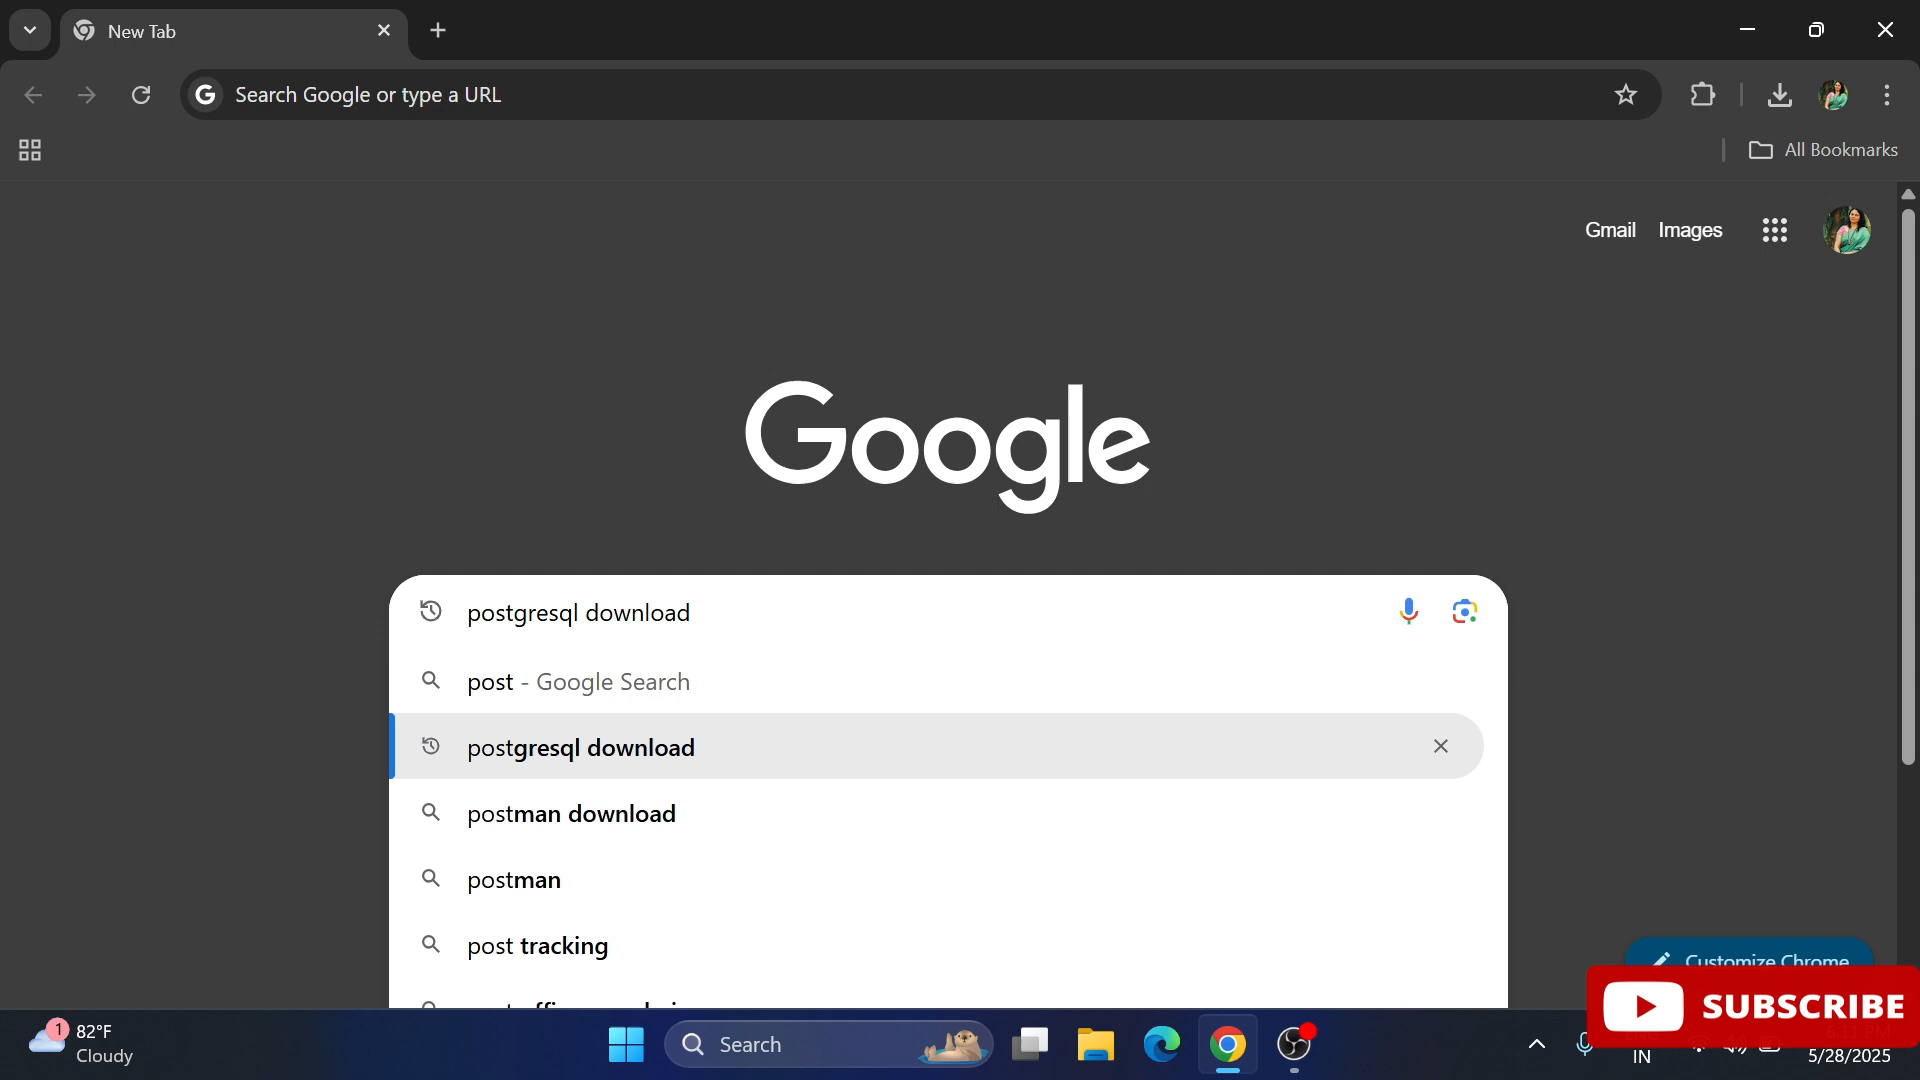 New Tab
Search Google or type a URL
All Bookmarks
Gmail Images
Google
postgresql download
post - Google Search
postgresql download
postman download
postman
post tracking
Customize Chrome
SUBSCRIBE
1
82°F
Cloudy
Search
IN
5/28/2025